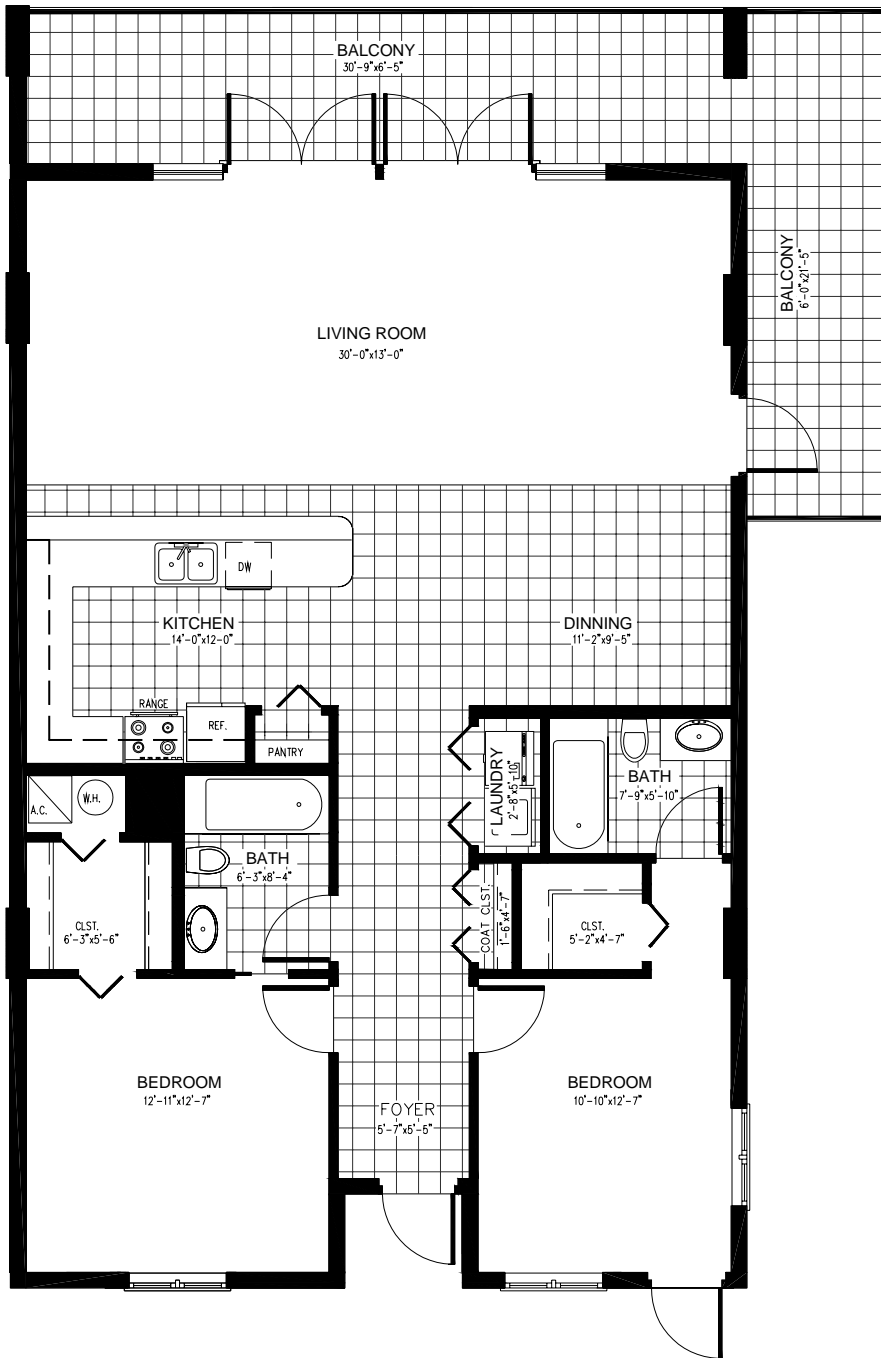 BALCONY
30'-9"x6'-5"
BALCONY
6'-0"x21'-5"
LIVING ROOM
30'-0"x13'-0"
DW
KITCHEN
14'-0"x12'-0"
DINNING
11'-2"x9'-5"
RANGE
REF.
PANTRY
LAUNDRY
2'-8"x5'-10"
BATH
7'-9"x5'-10"
A.C.
W.H.
BATH
6'-3"x8'-4"
CLST.
6'-3"x5'-6"
COAT CLST.
1'-6"x4'-7"
CLST.
5'-2"x4'-7"
BEDROOM
12'-11"x12'-7"
BEDROOM
10'-10"x12'-7"
FOYER
5'-7"x5'-5"